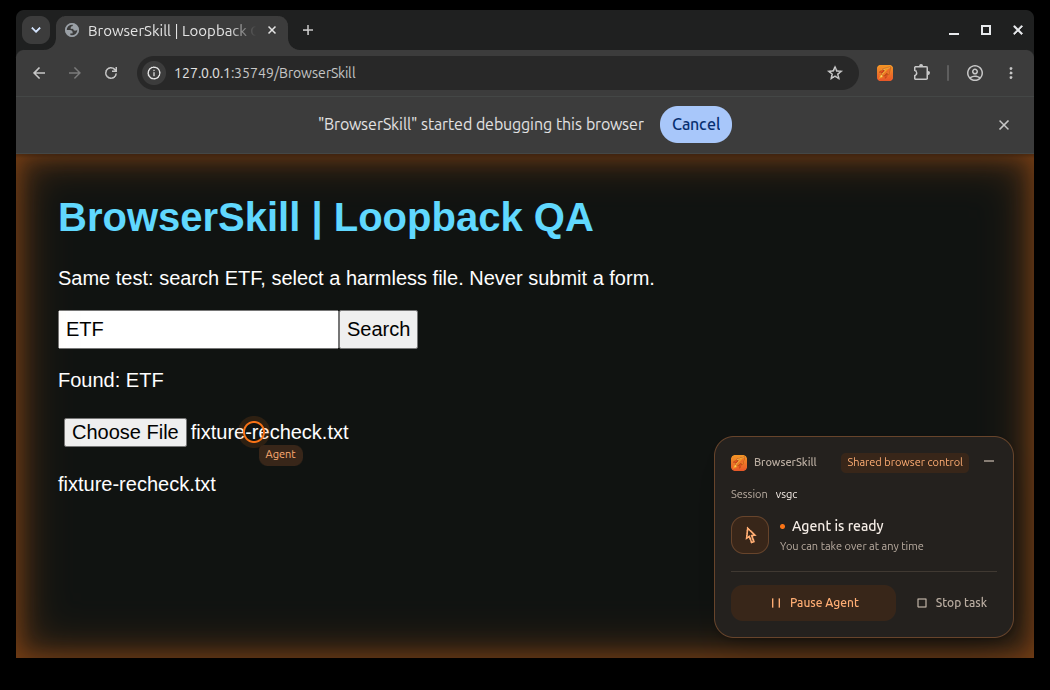 BrowserSkill | Loopback
127.0.0.1:35749/BrowserSkill
"BrowserSkill" started debugging this browser
Cancel
BrowserSkill | Loopback QA
Same test: search ETF, select a harmless file. Never submit a form.
ETF
Search
Found: ETF
Choose File fixture-recheck.txt
Agent
fixture-recheck.txt
BrowserSkill
Shared browser control
Session vsgc
Agent is ready
You can take over at any time
Pause Agent
Stop task